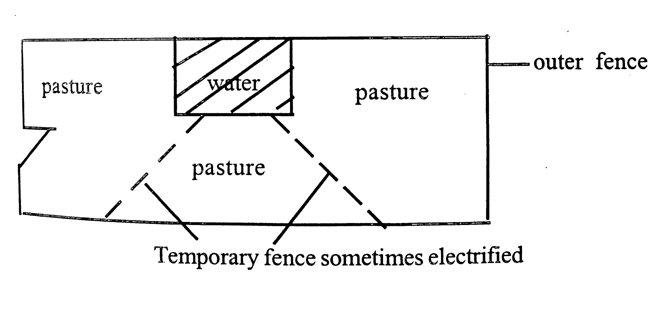 outer fence
pasture
water
pasture
pasture
Temporary fence sometimes electrified